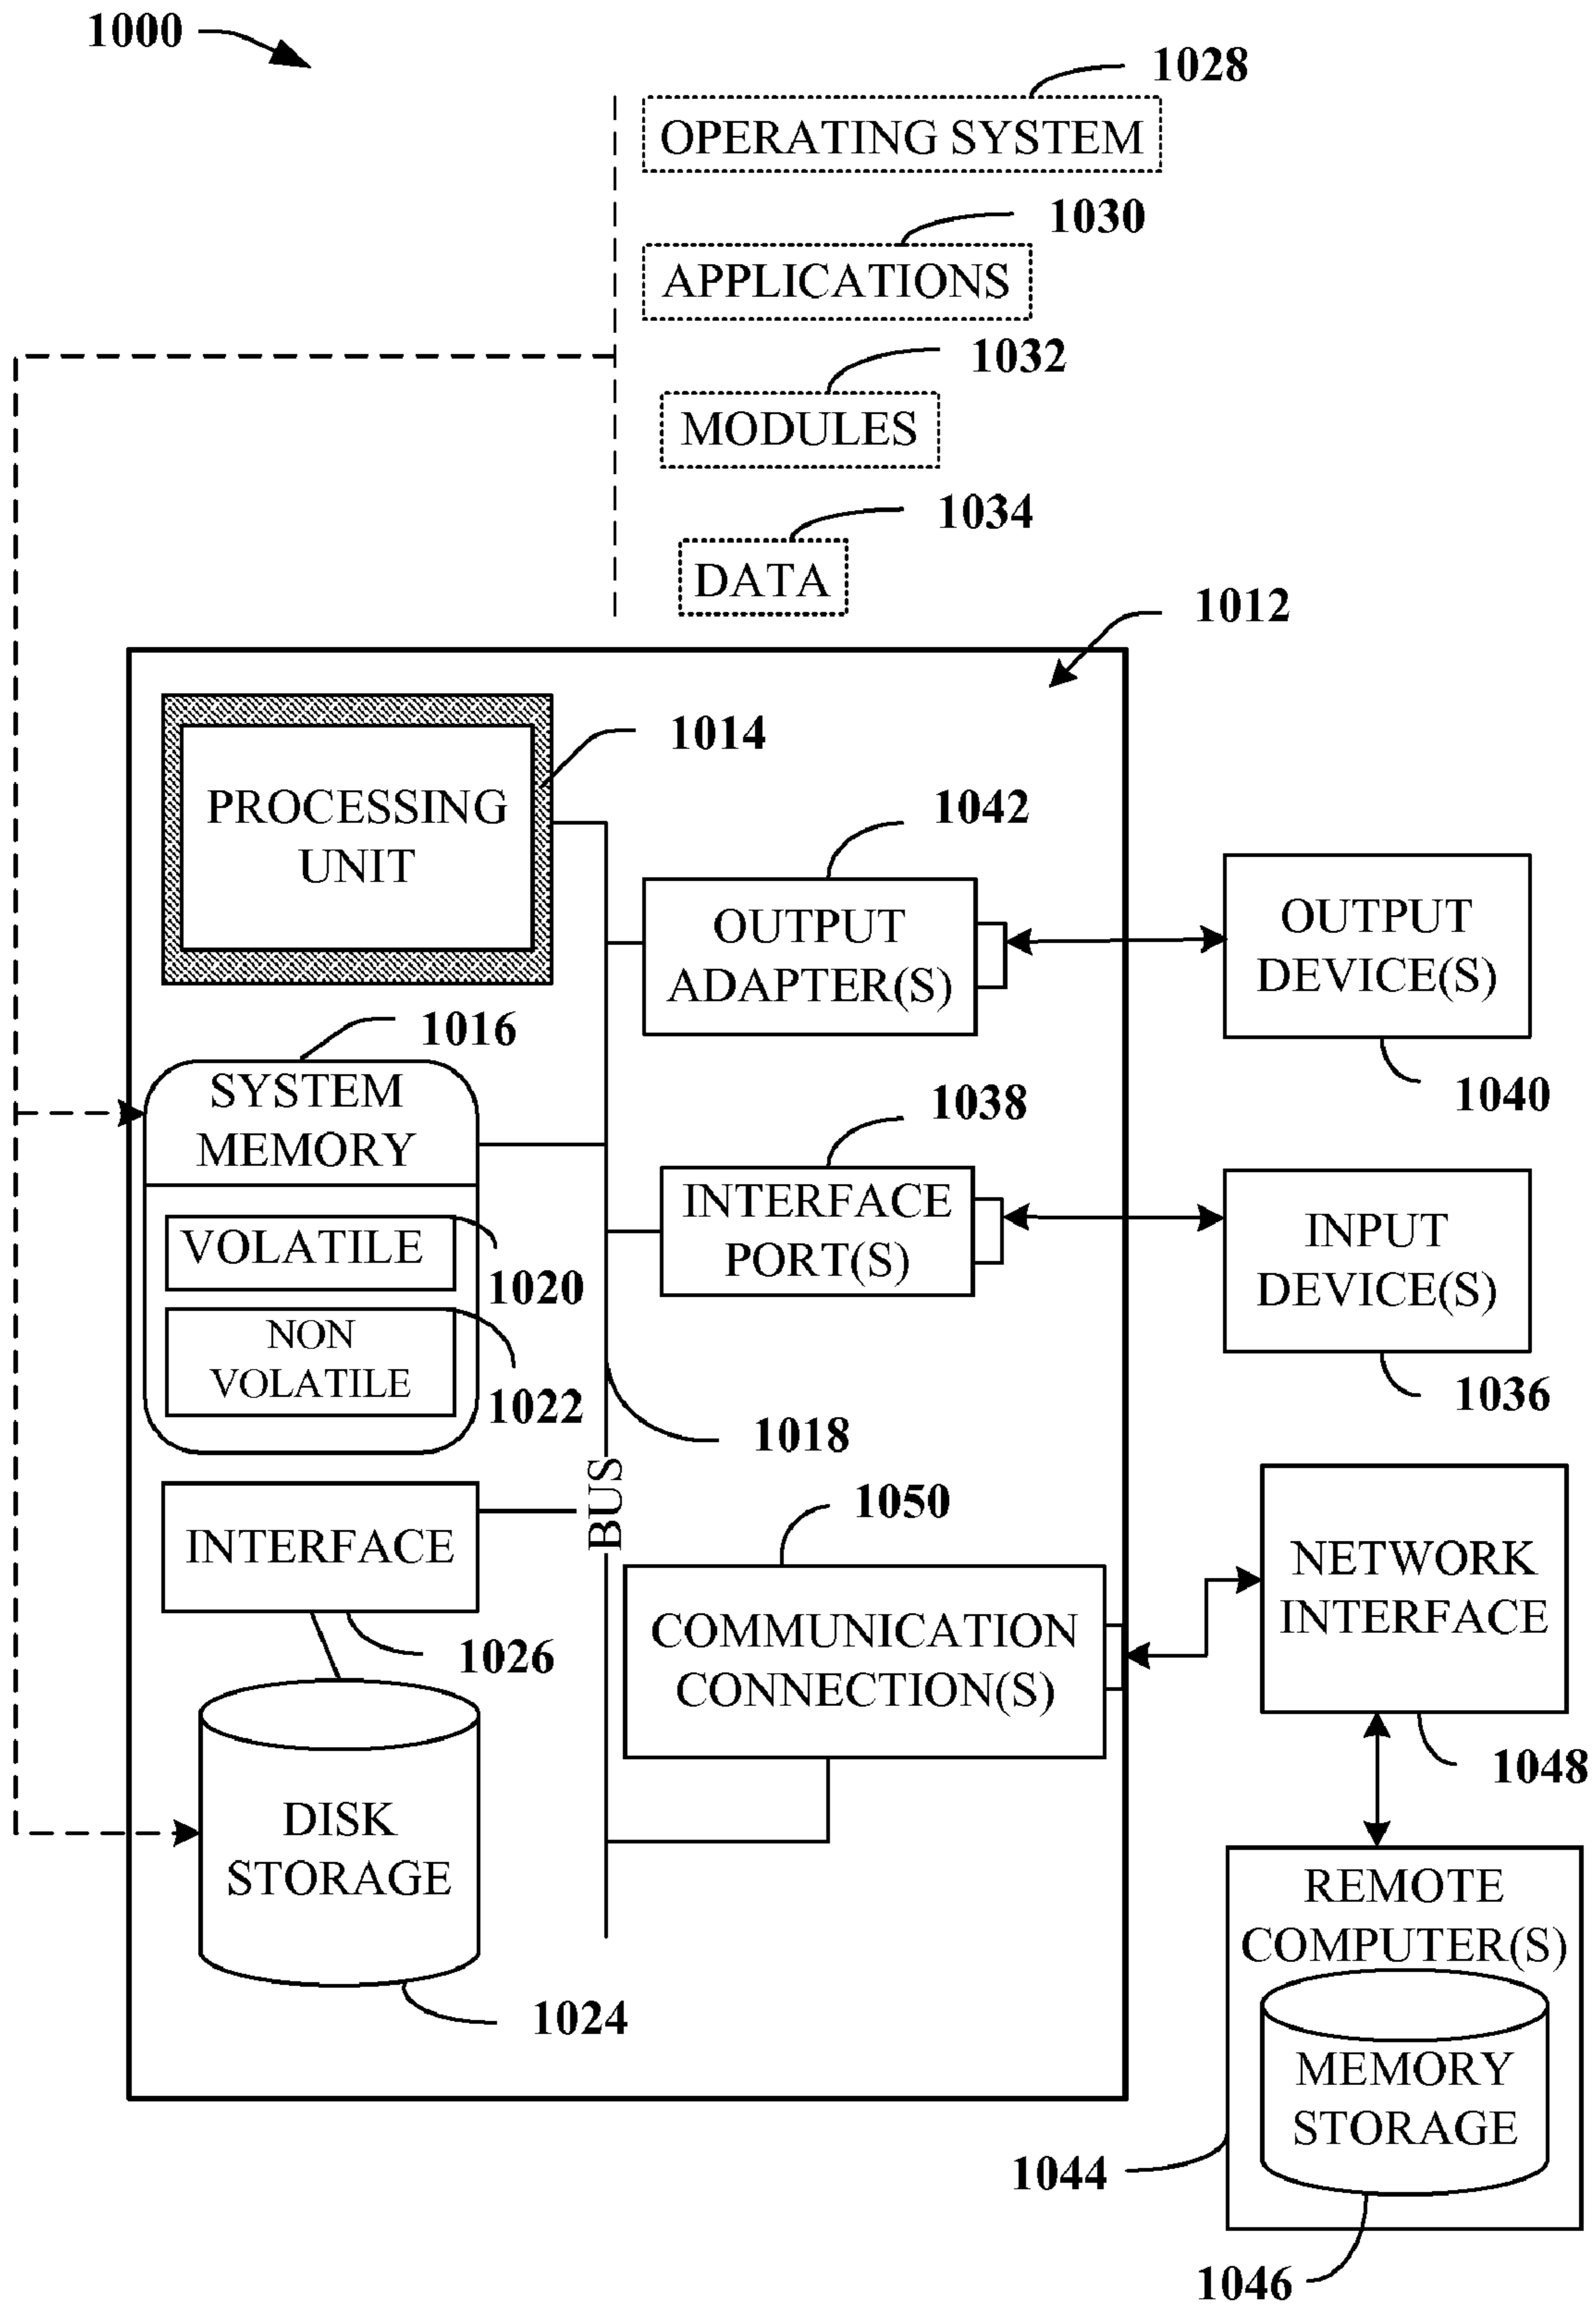 1000
1028
OPERATING SYSTEM
1030
APPLICATIONS
1032
MODULES
1034
DATA
1012
1014
PROCESSING
UNIT
1042
OUTPUT
ADAPTER(S)
OUTPUT
DEVICE(S)
1040
1016
SYSTEM
MEMORY
VOLATILE
1020
NON
VOLATILE
1022
1038
INTERFACE
PORT(S)
INPUT
DEVICE(S)
1036
1018
BUS
INTERFACE
1026
1050
COMMUNICATION
CONNECTION(S)
NETWORK
INTERFACE
1048
DISK
STORAGE
1024
REMOTE
COMPUTER(S)
MEMORY
STORAGE
1044
1046